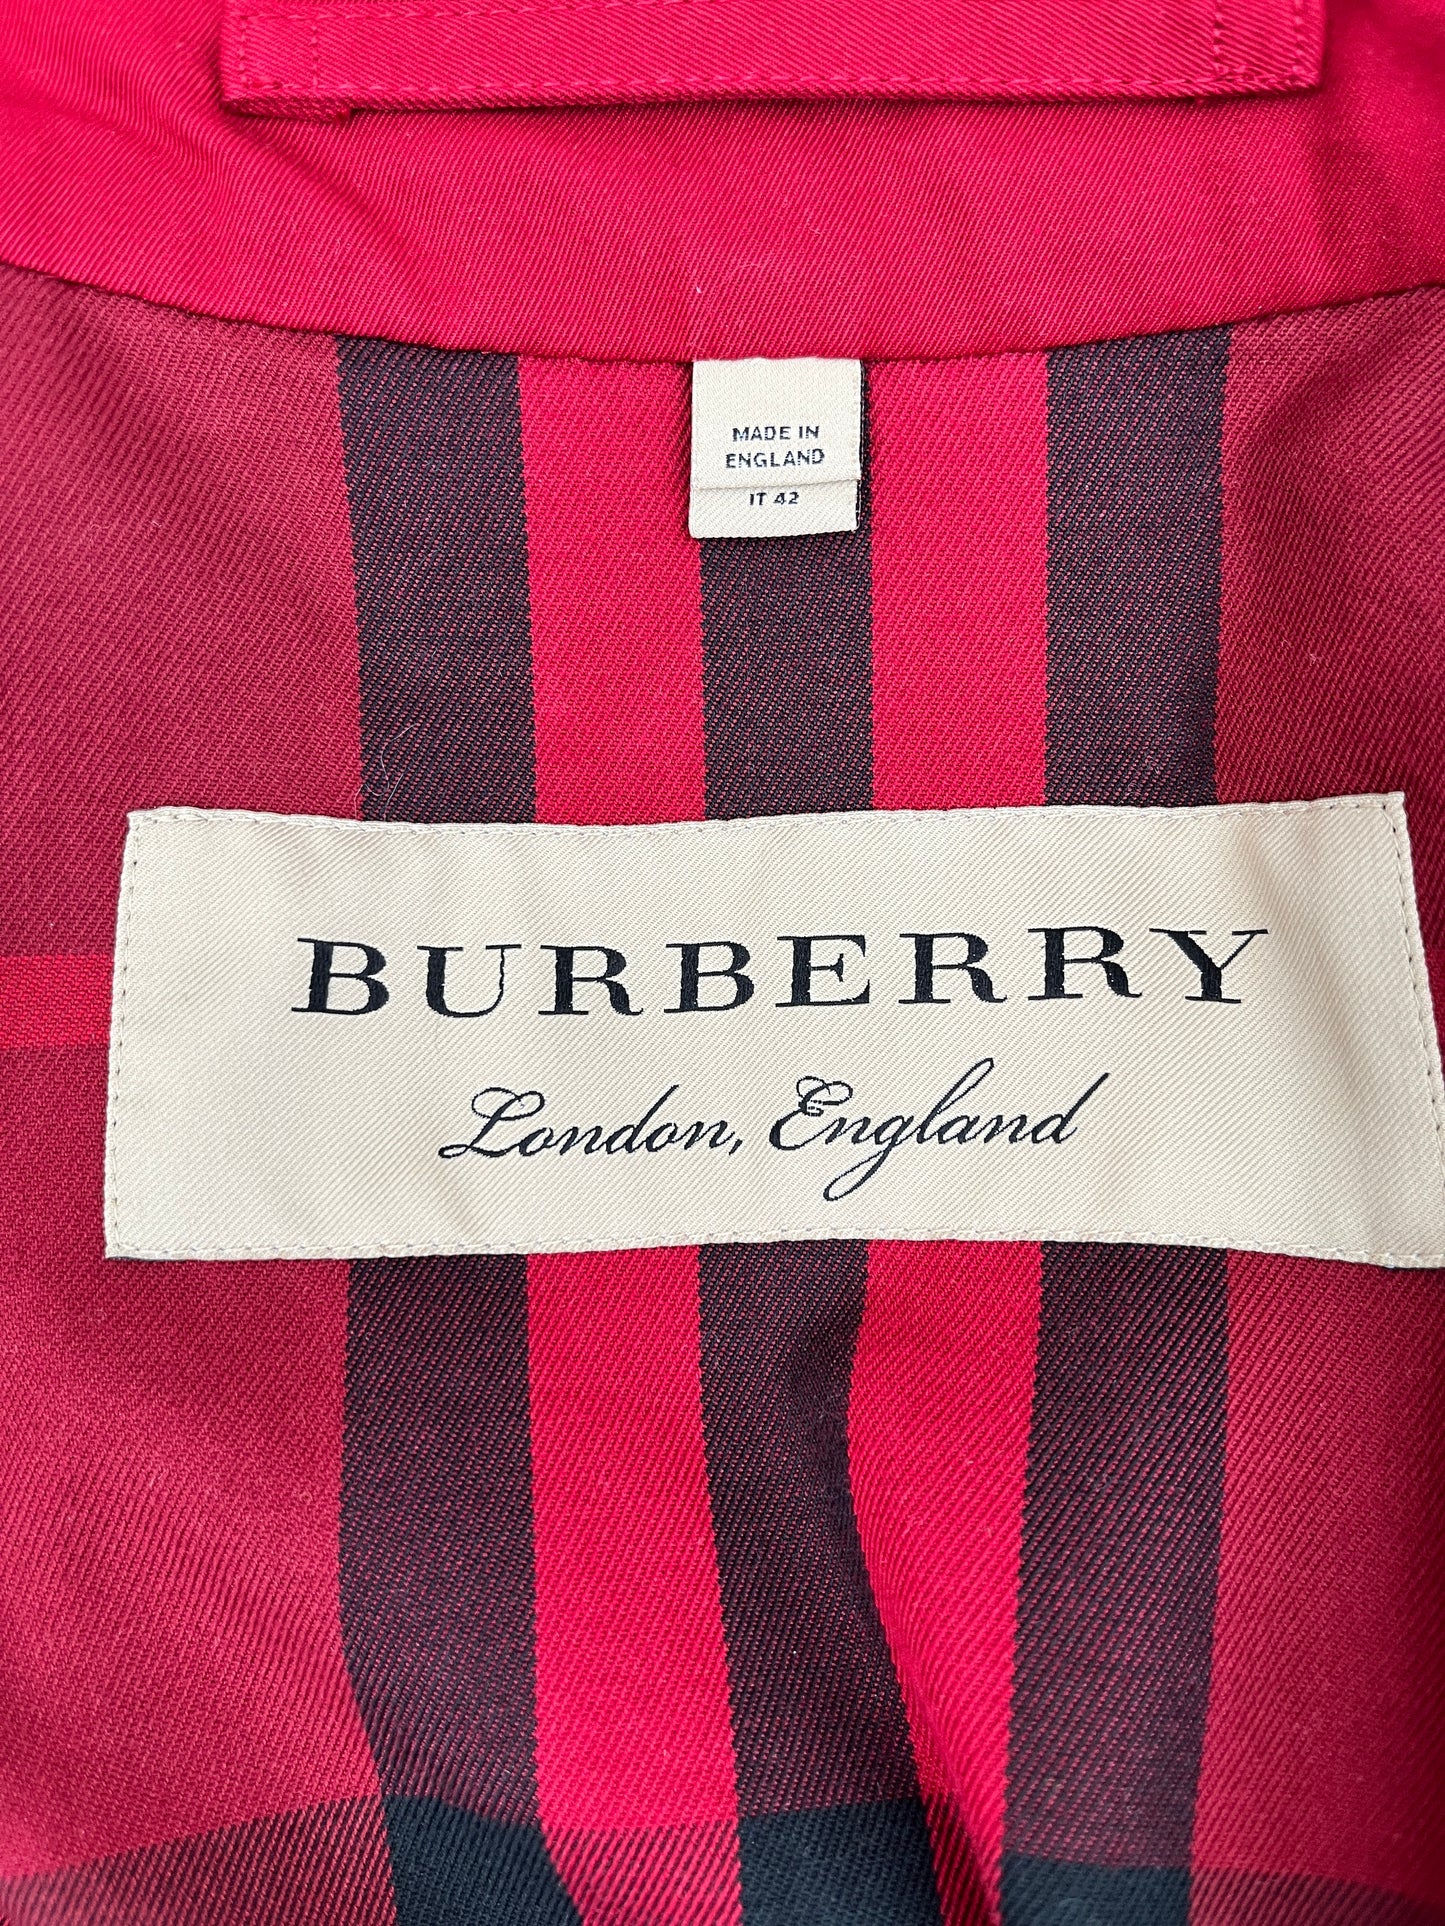 MADE IN
ENGLAND
IT 42
BURBERRY
London, England